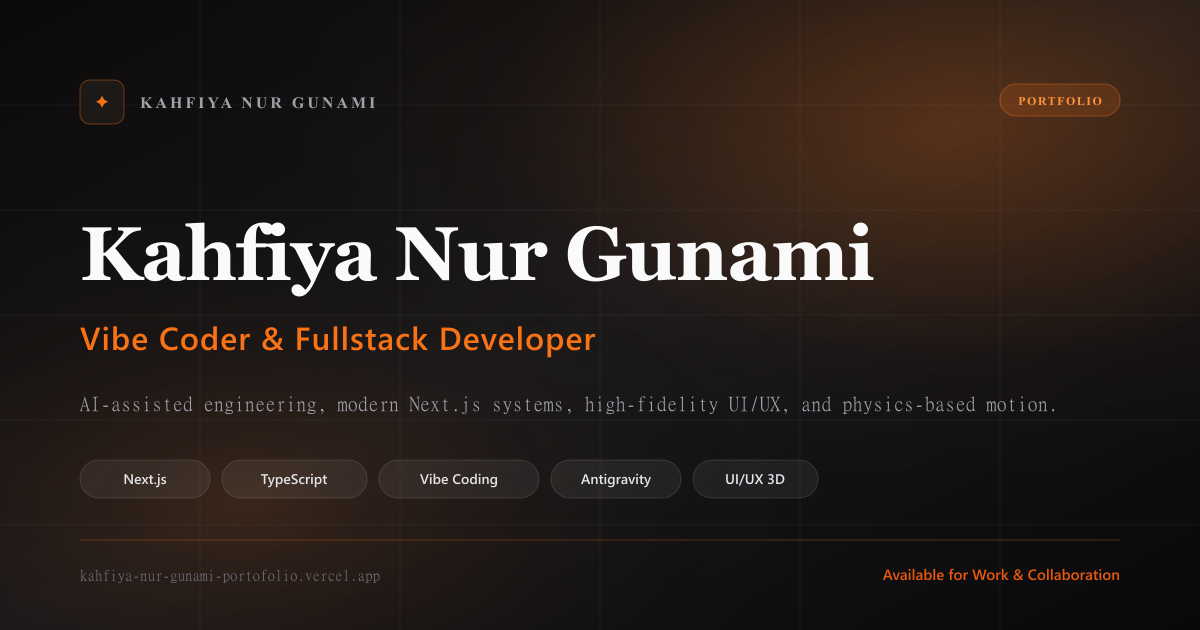 ✦ KAHFIYA NUR GUNAMI
PORTFOLIO
Kahfiya Nur Gunami
Vibe Coder & Fullstack Developer
AI-assisted engineering, modern Next.js systems, high-fidelity UI/UX, and physics-based motion.
Next.js
TypeScript
Vibe Coding
Antigravity
UI/UX 3D
kahfiya-nur-gunami-portofolio.vercel.app
Available for Work & Collaboration